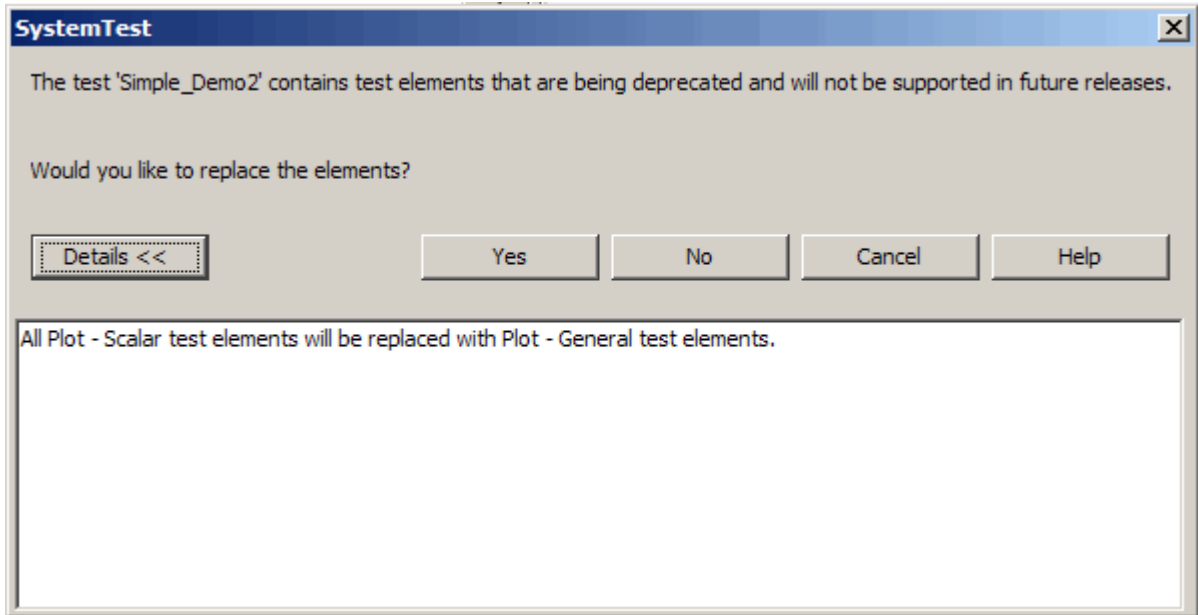 SystemTest
The test 'Simple_Demo2' contains test elements that are being deprecated and will not be supported in future releases.
Would you like to replace the elements?
Details <<
Yes
No
Cancel
Help
All Plot - Scalar test elements will be replaced with Plot - General test elements.